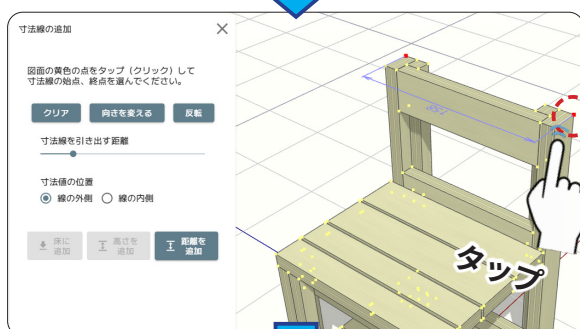 寸法線の追加
図面の黄色の点をタップ（クリック）して
寸法線の始点、終点を選んでください。
クリア 向きを変える 反転
寸法線を引き出す距離
寸法値の位置
線の外側 線の内側
床に
追加
高さを
追加
距離を
追加
タップ